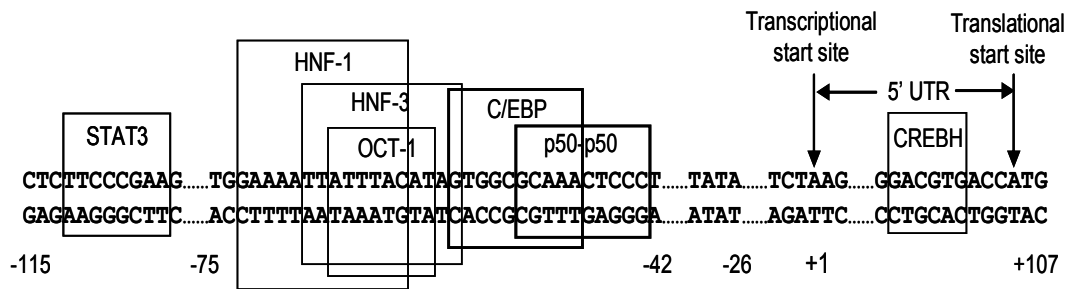 Transcriptional start site
Translational start site
HNF-1
HNF-3
5' UTR
C/EBP
STAT3
OCT-1
p50-p50
CREBH
CTCTTCCCGAAG......TGGAAAATTATTTACATAGTGGCGCAAACTCCCT......TATA......TCTAAG......GGACGTGACCATG
GAGAAGGGCTTC......ACCTTTTAATAAATGTATCACCGCGTTTGAGGGA......ATAT......AGATTC......CCTGCACTGGTAC
-115 -75 -42 -26 +1 +107